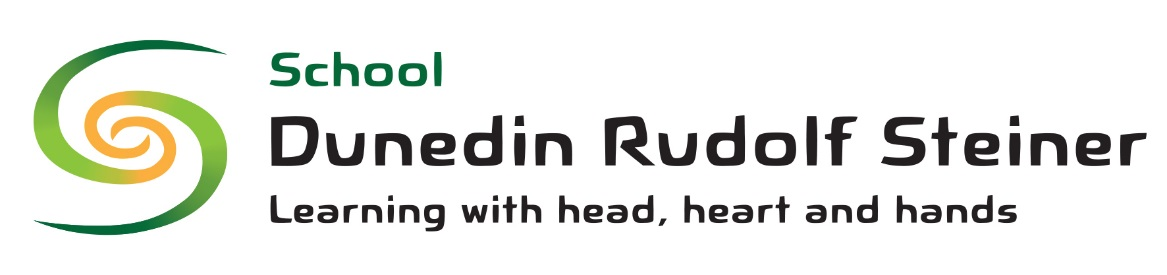 School
Dunedin Rudolf Steiner
Learning with head, heart and hands